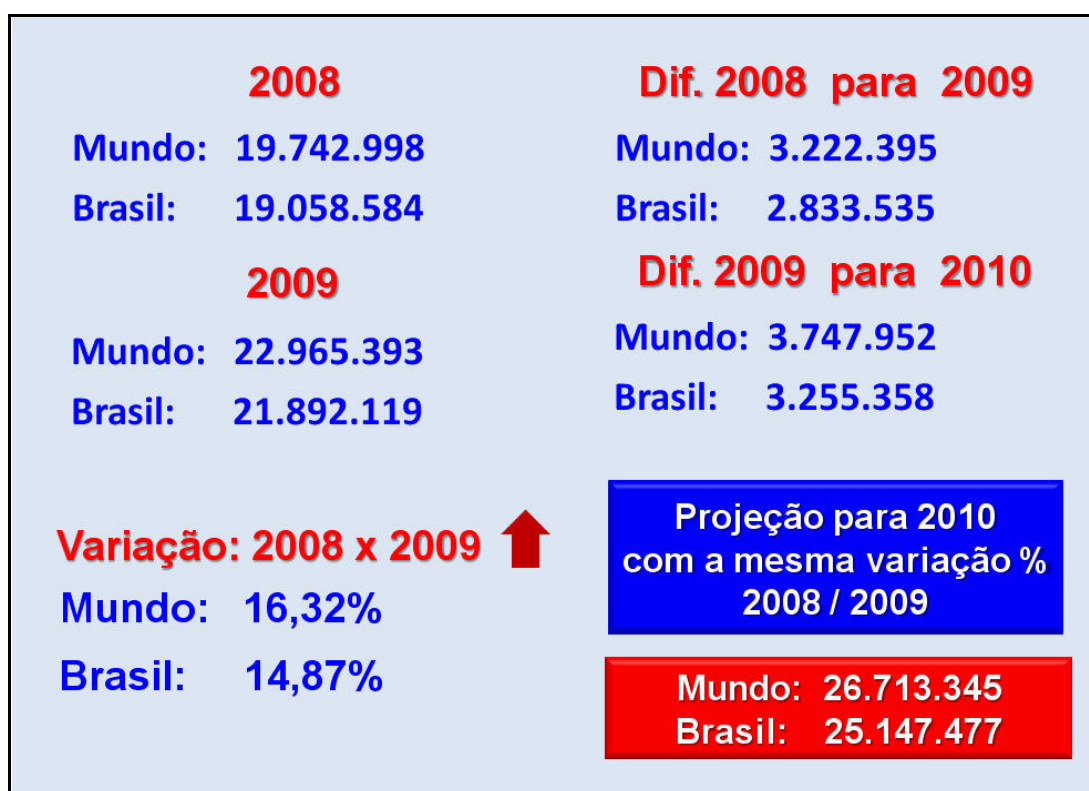 2008
Mundo: 19.742.998
Brasil: 19.058.584
2009
Mundo: 22.965.393
Brasil: 21.892.119
Variação: 2008 x 2009
Mundo: 16,32%
Brasil: 14,87%
Dif. 2008 para 2009
Mundo: 3.222.395
Brasil: 2.833.535
Dif. 2009 para 2010
Mundo: 3.747.952
Brasil: 3.255.358
Projeção para 2010
com a mesma variação %
2008 / 2009
Mundo: 26.713.345
Brasil: 25.147.477